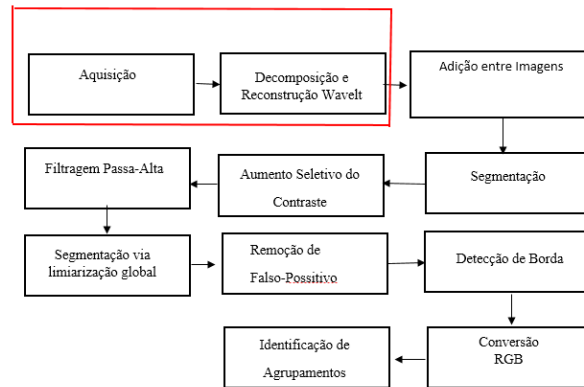 Aquisição
Decomposição e
Reconstrução Wavelt
Adição entre Imagens
Segmentação
Aumento Seletivo do
Contraste
Filtragem Passa-Alta
Segmentação via
limiarização global
Remoção de
Falso-Possitivo
Detecção de Borda
Conversão
RGB
Identificação de
Agrupamentos